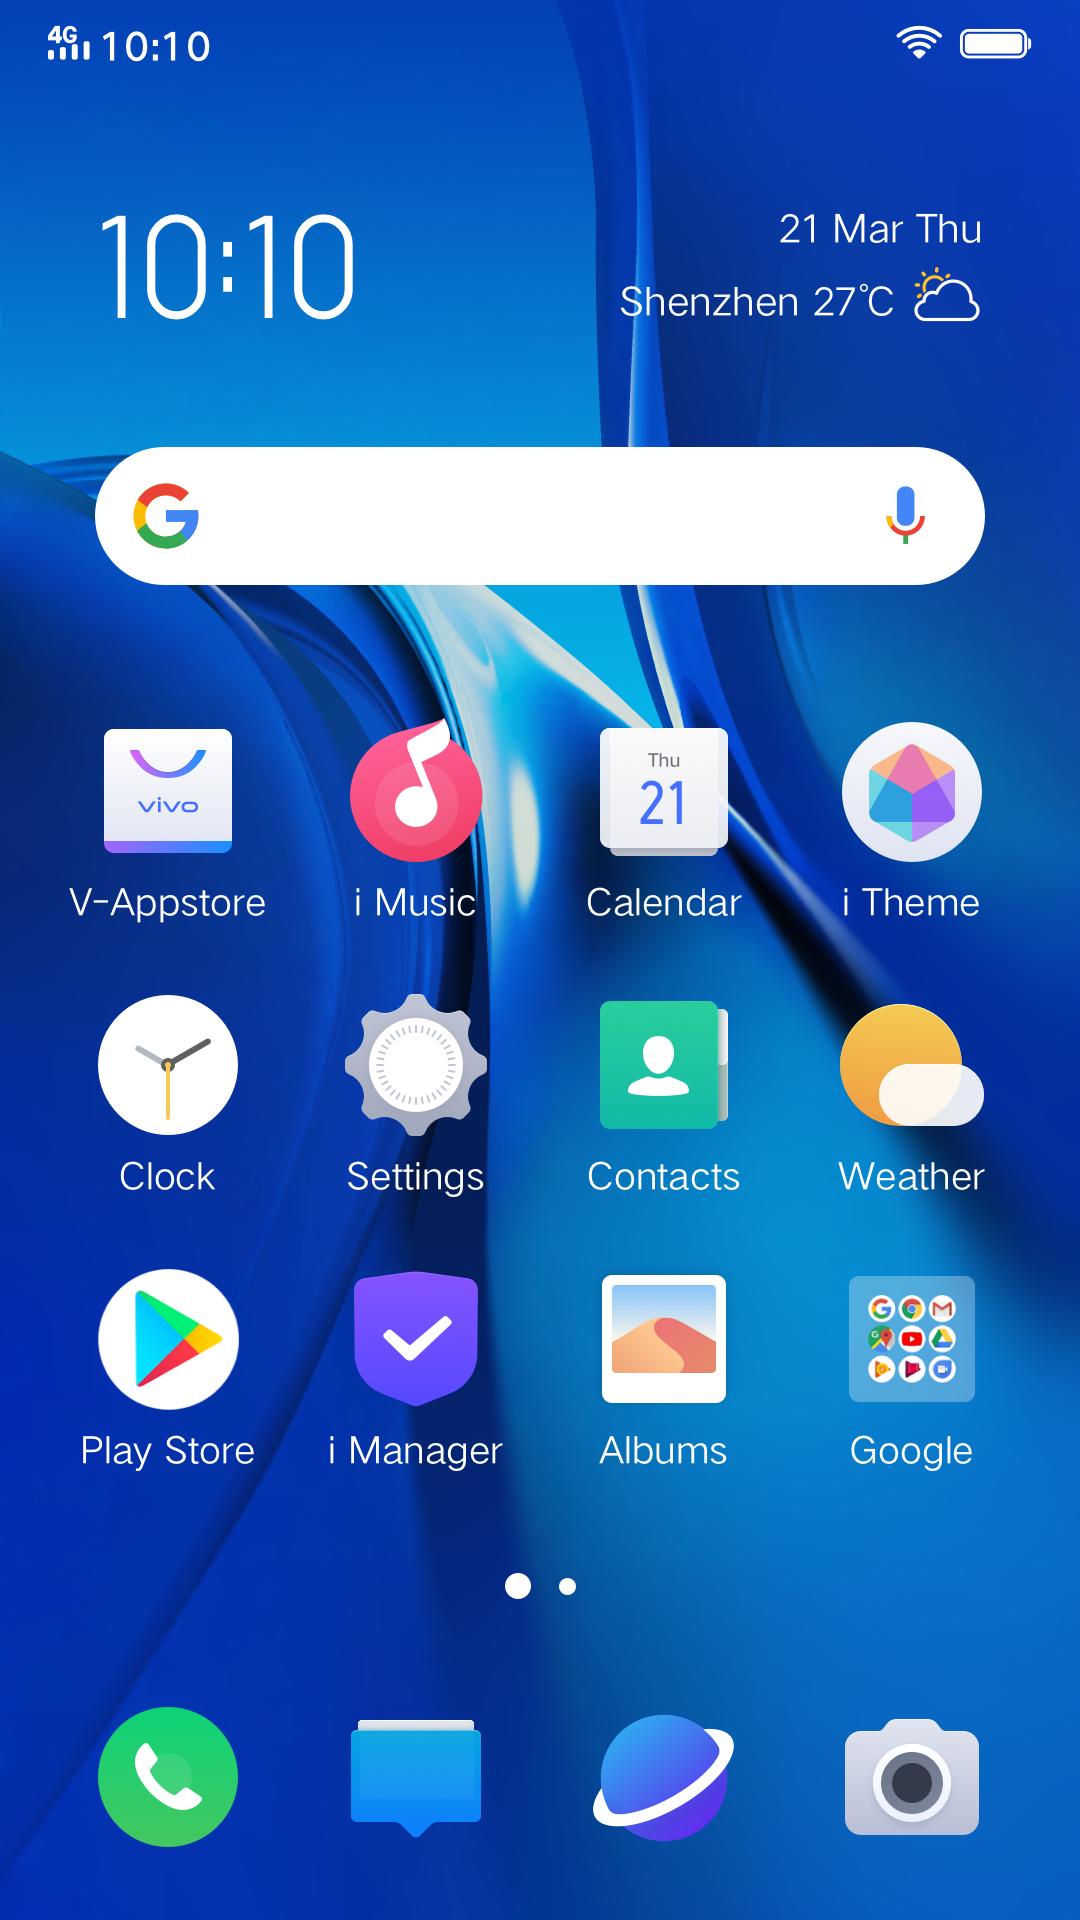 4G 10:10
10:10
21 Mar Thu
Shenzhen 27°C
Thu
21
vivo
V-Appstore
i Music
Calendar
i Theme
Clock
Settings
Contacts
Weather
Play Store
i Manager
Albums
Google